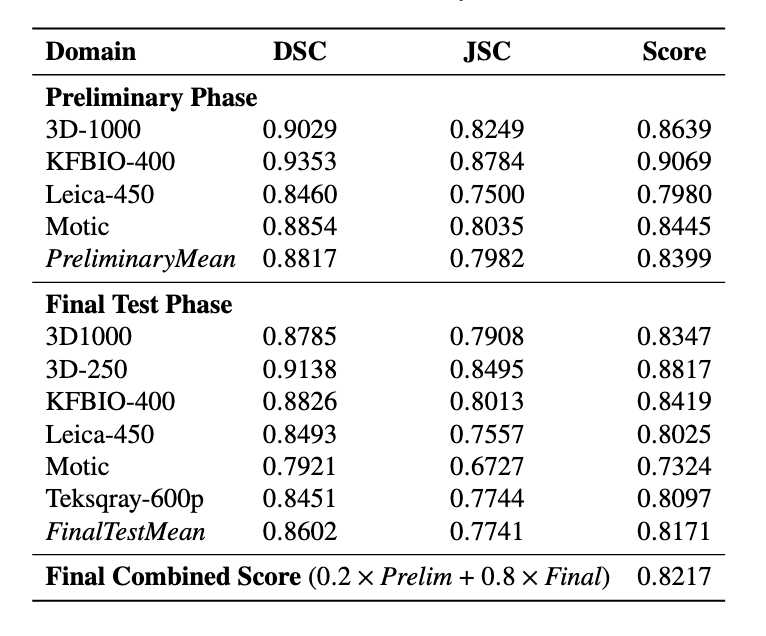 Domain DSC JSC Score
Preliminary Phase
3D-1000 0.9029 0.8249 0.8639
KFBIO-400 0.9353 0.8784 0.9069
Leica-450 0.8460 0.7500 0.7980
Motic 0.8854 0.8035 0.8445
PreliminaryMean 0.8817 0.7982 0.8399
Final Test Phase
3D1000 0.8785 0.7908 0.8347
3D-250 0.9138 0.8495 0.8817
KFBIO-400 0.8826 0.8013 0.8419
Leica-450 0.8493 0.7557 0.8025
Motic 0.7921 0.6727 0.7324
Teksqray-600p 0.8451 0.7744 0.8097
FinalTestMean 0.8602 0.7741 0.8171
Final Combined Score (0.2 × Prelim + 0.8 × Final) 0.8217